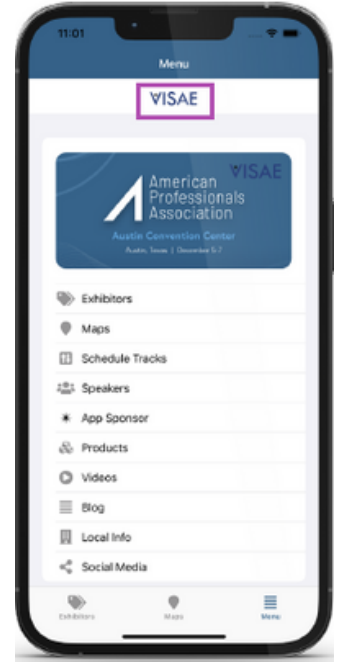 11:01
Menu
VISAE
VISAE
American
Professionals
Association
Austin Convention Center
Austin, Texas | December 5-7
Exhibitors
Maps
Schedule Tracks
Speakers
App Sponsor
Products
Videos
Blog
Local Info
Social Media
Exhibitors
Maps
Menu